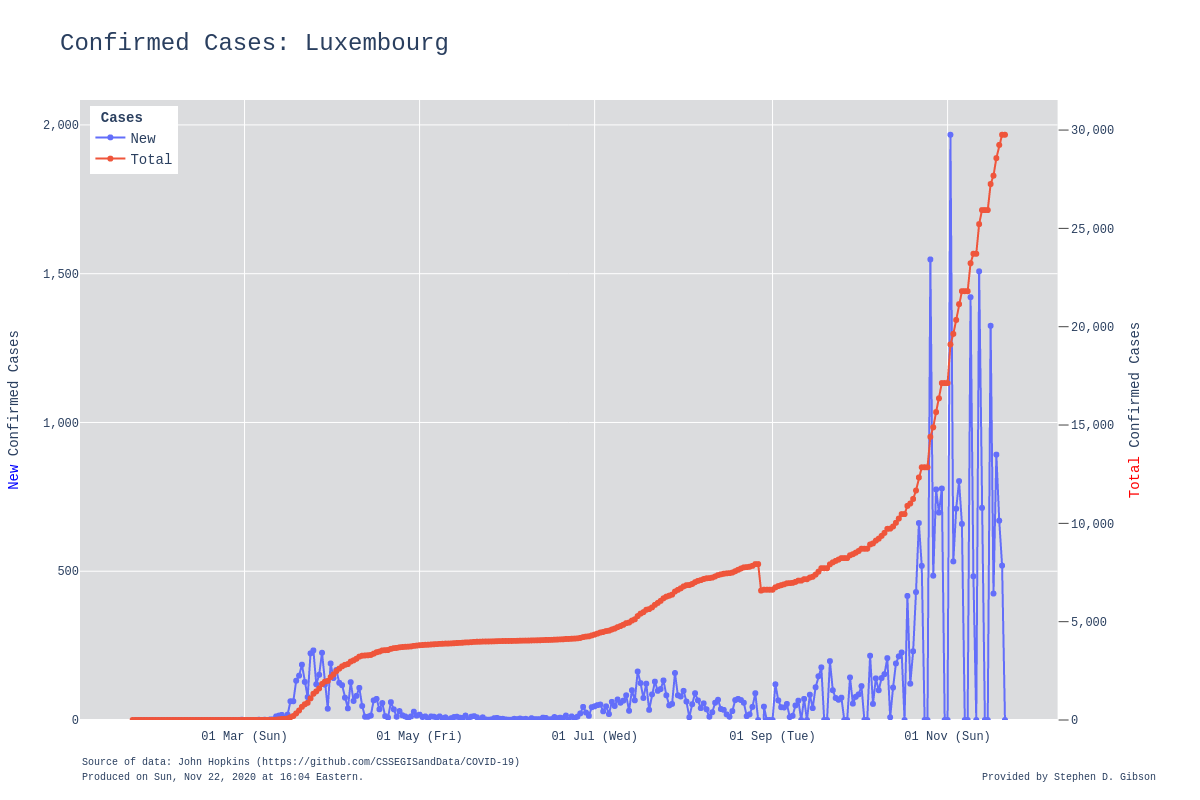 Confirmed Cases: Luxembourg
Cases
New
Total
2,000
1,500
1,000
500
0
30,000
25,000
20,000
15,000
10,000
5,000
0
New Confirmed Cases
Total Confirmed Cases
01 Mar (Sun)
01 May (Fri)
01 Jul (Wed)
01 Sep (Tue)
01 Nov (Sun)
Source of data: John Hopkins (https://github.com/CSSEGISandData/COVID-19)
Produced on Sun, Nov 22, 2020 at 16:04 Eastern.
Provided by Stephen D. Gibson